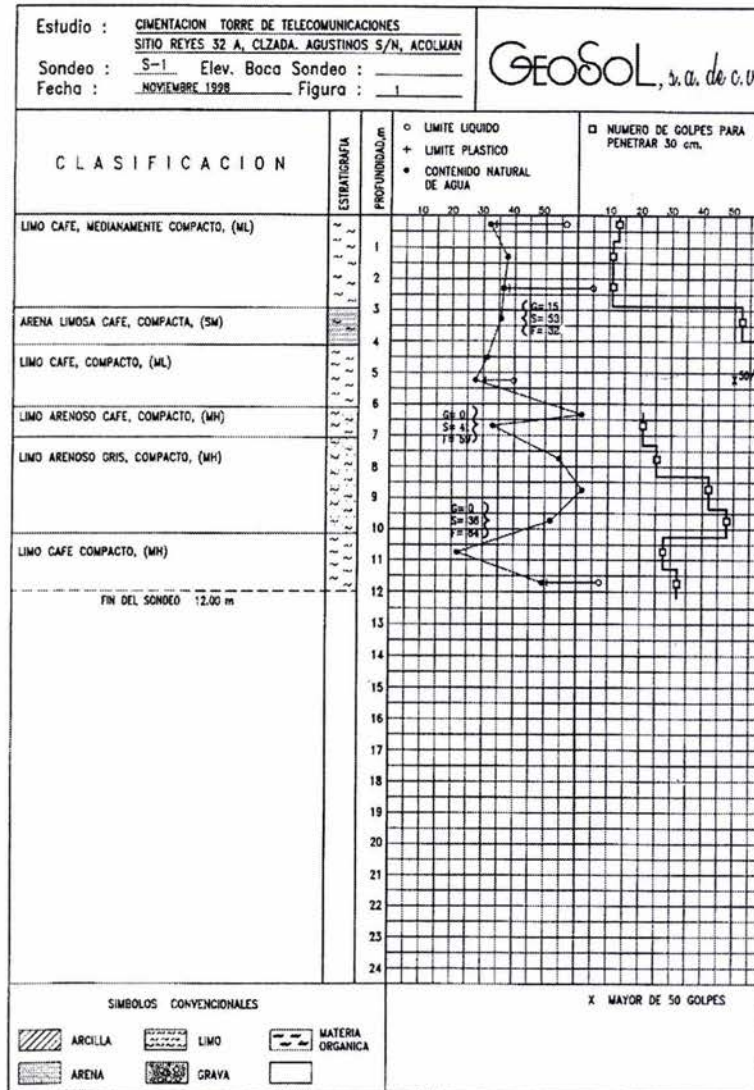 Estudio : CIMENTACION TORRE DE TELECOMUNICACIONES
SITIO REYES 32 A, CLZADA. AGUSTINOS S/N, ACOLMAN
Sondeo : S-1 Elev. Boca Sondeo :
Fecha : NOVIEMBRE 1998 Figura : 1
GEOSOL, s.a. de c.v
CLASIFICACION
ESTRATIGRAFIA
PROFUNDIDAD,m
LIMITE LIQUIDO
+ LIMITE PLASTICO
CONTENIDO NATURAL
DE AGUA
NUMERO DE GOLPES PARA
PENETRAR 30 cm.
10 20 30 40 50
10 20 30 40 50
LIMO CAFE, MEDIANAMENTE COMPACTO, (ML)
1
2
3
G= 15
S= 53
F= 32
ARENA LIMOSA CAFE, COMPACTA, (SM)
4
LIMO CAFE, COMPACTO, (ML)
5
6
LIMO ARENOSO CAFE, COMPACTO, (MH)
G= 0
S= 41
F= 59
7
LIMO ARENOSO GRIS, COMPACTO, (MH)
8
9
G= 0
S= 36
F= 64
10
LIMO CAFE COMPACTO, (MH)
11
12
FIN DEL SONDEO 12.00 m
13
14
15
16
17
18
19
20
21
22
23
24
SIMBOLOS CONVENCIONALES
X MAYOR DE 50 GOLPES
ARCILLA LIMO MATERIA ORGANICA
ARENA GRAVA